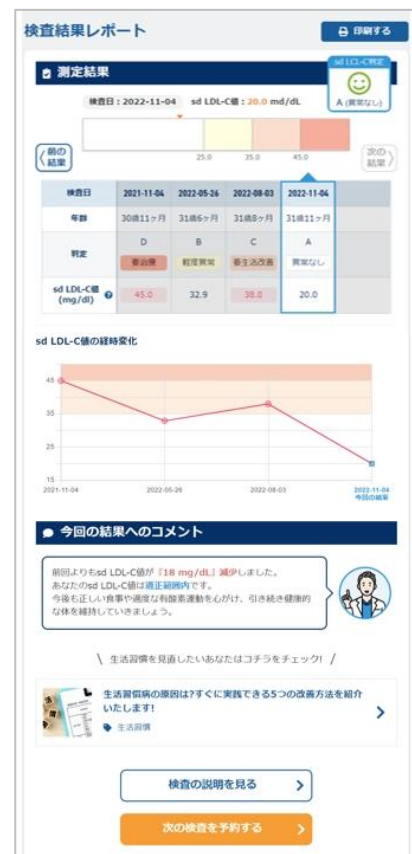 検査結果レポート
印刷する
測定結果
sd LDL-C判定
A (異常なし)
検査日：2022-11-04 sd LDL-C値：20.0 md/dL
前の
結果
次の
結果
25.0 35.0 45.0
検査日 2021-11-04 2022-05-26 2022-08-03 2022-11-04
年齢 30歳11ヶ月 31歳6ヶ月 31歳8ヶ月 31歳11ヶ月
判定 D B C A
要治療 軽度異常 要生活改善 異常なし
sd LDL-C値 ?
(mg/dl)
45.0 32.9 38.0 20.0
sd LDL-C値の経時変化
45
35
25
15
2021-11-04 2022-05-26 2022-08-03 2022-11-04
今回の結果
今回の結果へのコメント
前回よりもsd LDL-C値が『18 mg/dL』減少しました。
あなたのsd LDL-C値は適正範囲内です。
今後も正しい食事や適度な有酸素運動を心がけ、引き続き健康的
な体を維持していきましょう。
\ 生活習慣を見直したいあなたはコチラをチェック! /
生活習慣病の原因は?すぐに実践できる5つの改善方法を紹介
いたします!
生活習慣
検査の説明を見る
次の検査を予約する